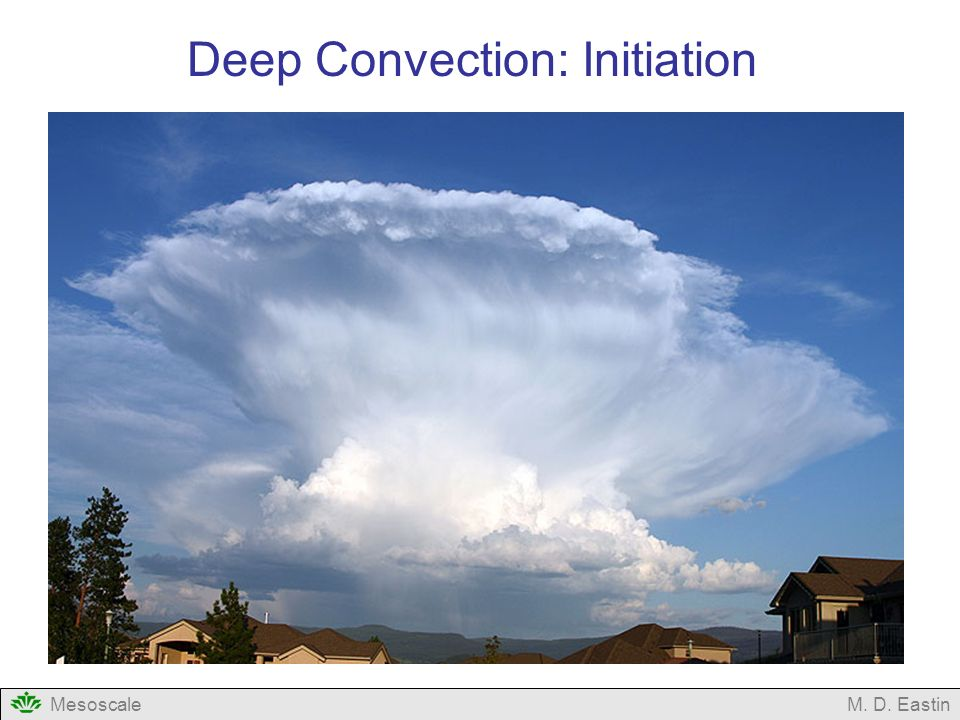 Deep Convection: Initiation
Mesoscale M. D. Eastin